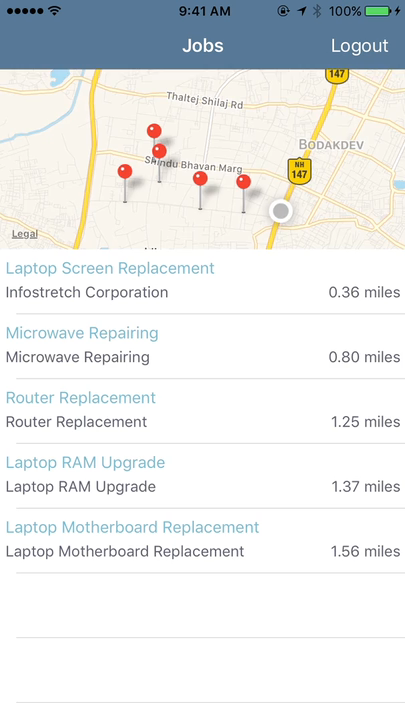 9:41 AM 100%
Jobs Logout
147
Thaltej Shilaj Rd
BODAKDEV
Sindhu Bhavan Marg
NH
147
Legal
Laptop Screen Replacement
Infostretch Corporation 0.36 miles
Microwave Repairing
Microwave Repairing 0.80 miles
Router Replacement
Router Replacement 1.25 miles
Laptop RAM Upgrade
Laptop RAM Upgrade 1.37 miles
Laptop Motherboard Replacement
Laptop Motherboard Replacement 1.56 miles